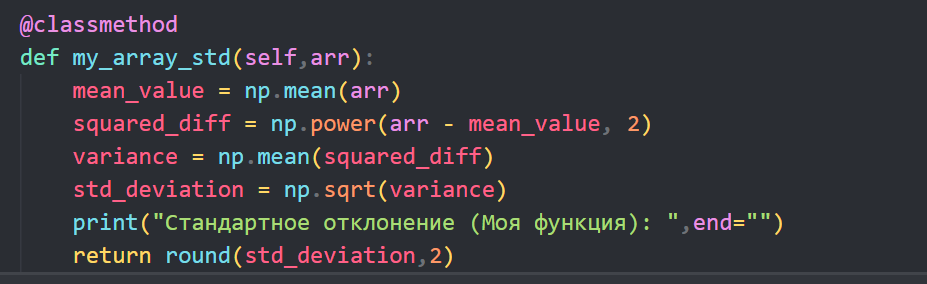 @classmethod
def my_array_std(self,arr):
    mean_value = np.mean(arr)
    squared_diff = np.power(arr - mean_value, 2)
    variance = np.mean(squared_diff)
    std_deviation = np.sqrt(variance)
    print("Стандартное отклонение (Моя функция): ",end="")
    return round(std_deviation,2)